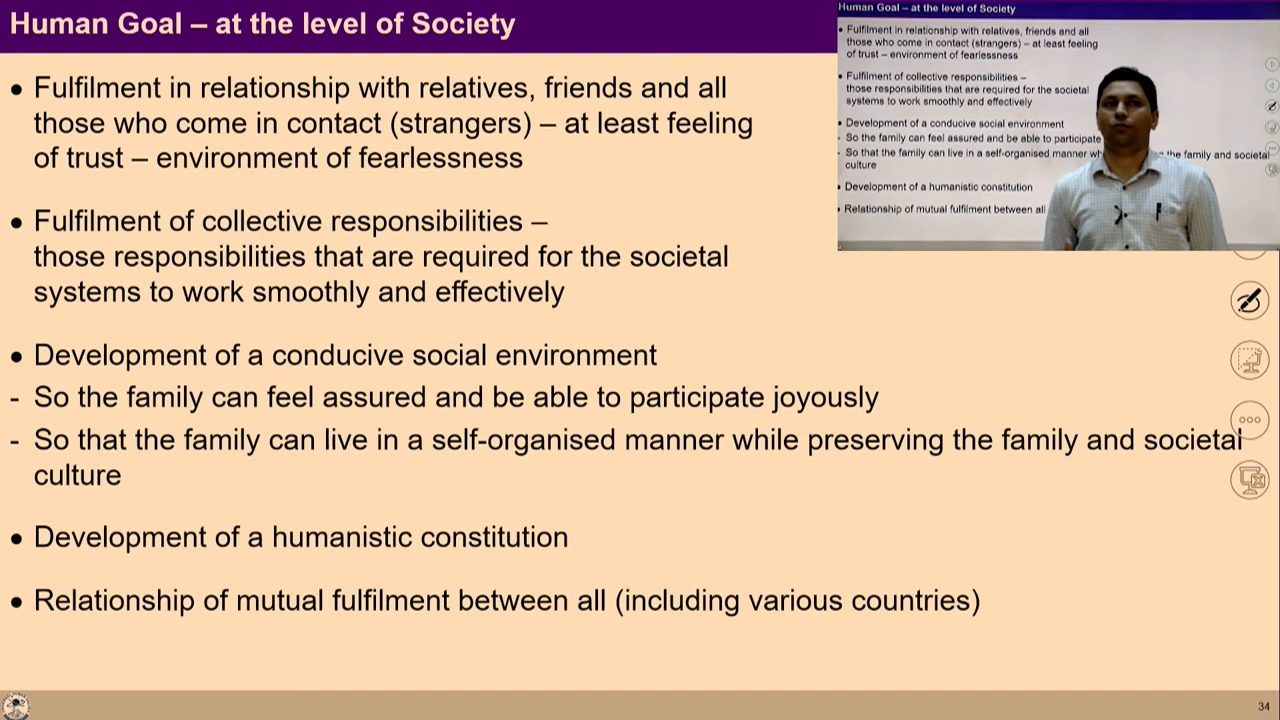 Human Goal – at the level of Society
• Fulfilment in relationship with relatives, friends and all
those who come in contact (strangers) – at least feeling
of trust – environment of fearlessness
• Fulfilment of collective responsibilities –
those responsibilities that are required for the societal
systems to work smoothly and effectively
• Development of a conducive social environment
- So the family can feel assured and be able to participate joyously
- So that the family can live in a self-organised manner while preserving the family and societal
culture
• Development of a humanistic constitution
• Relationship of mutual fulfilment between all (including various countries)
34
Human Goal – at the level of Society
• Fulfilment in relationship with relatives, friends and all
those who come in contact (strangers) – at least feeling
of trust – environment of fearlessness
• Fulfilment of collective responsibilities –
those responsibilities that are required for the societal
systems to work smoothly and effectively
• Development of a conducive social environment
- So the family can feel assured and be able to participate
- So that the family can live in a self-organised manner the family and societal
culture
• Development of a humanistic constitution
• Relationship of mutual fulfilment between all